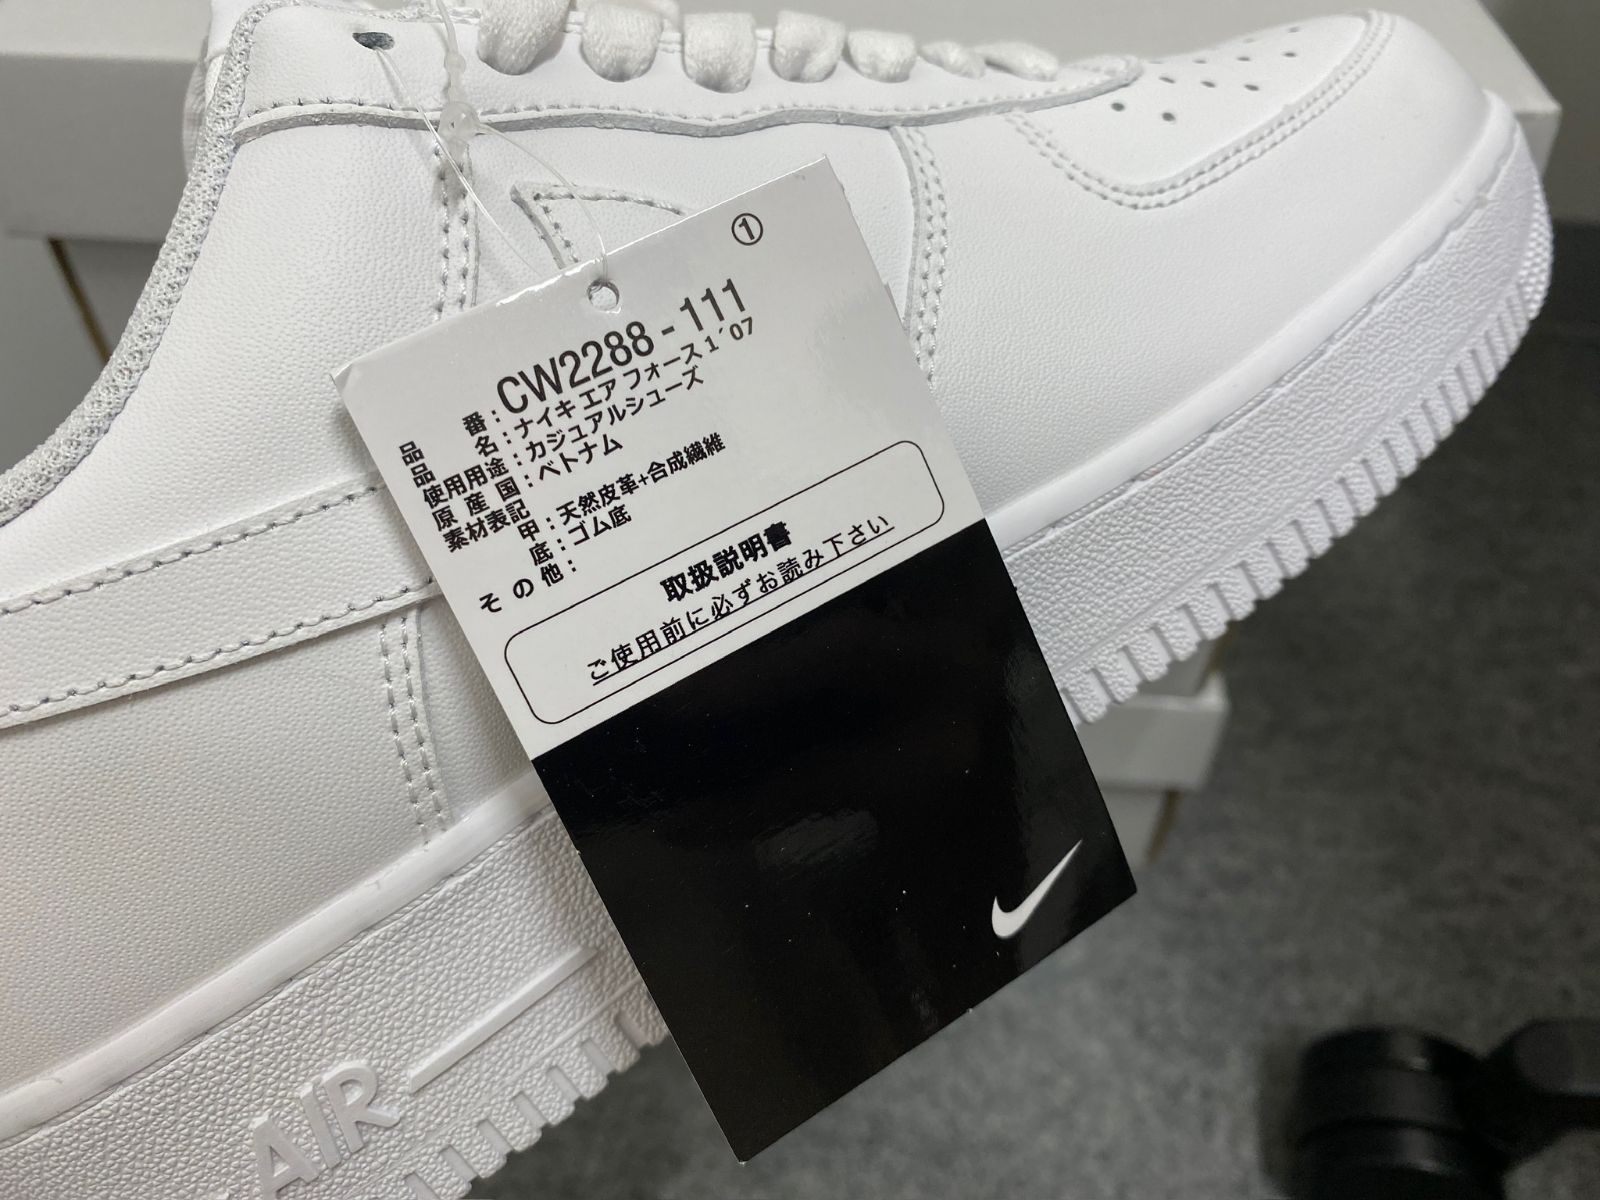 ①
品番:CW2288-111
品名:ナイキ エア フォース 1 ´07
使用用途:カジュアルシューズ
原産国:ベトナム
素材表記
甲:天然皮革+合成繊維
底:ゴム底
その他:
取扱説明書
ご使用前に必ずお読み下さい
AIR